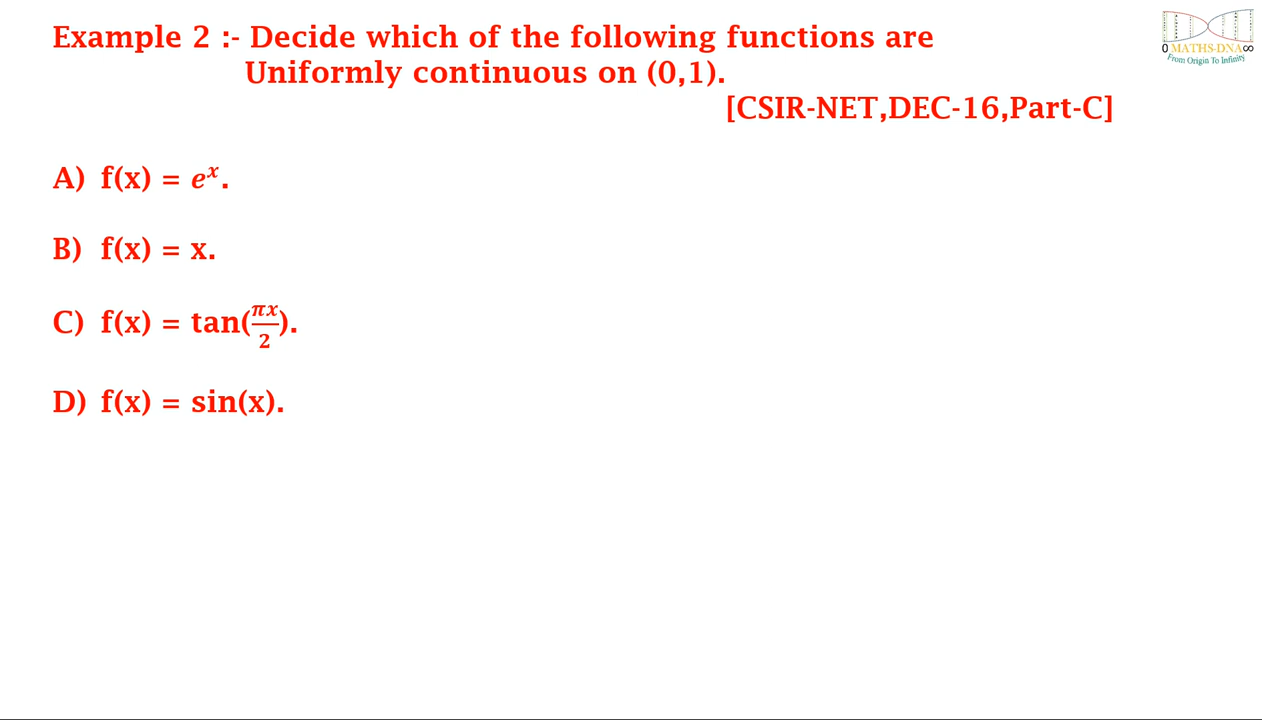 Example 2 :- Decide which of the following functions are
Uniformly continuous on (0,1).
[CSIR-NET,DEC-16,Part-C]
A) f(x) = e^x.
B) f(x) = x.
C) f(x) = tan(πx/2).
D) f(x) = sin(x).
0 MATHS-DNA ∞
From Origin To Infinity